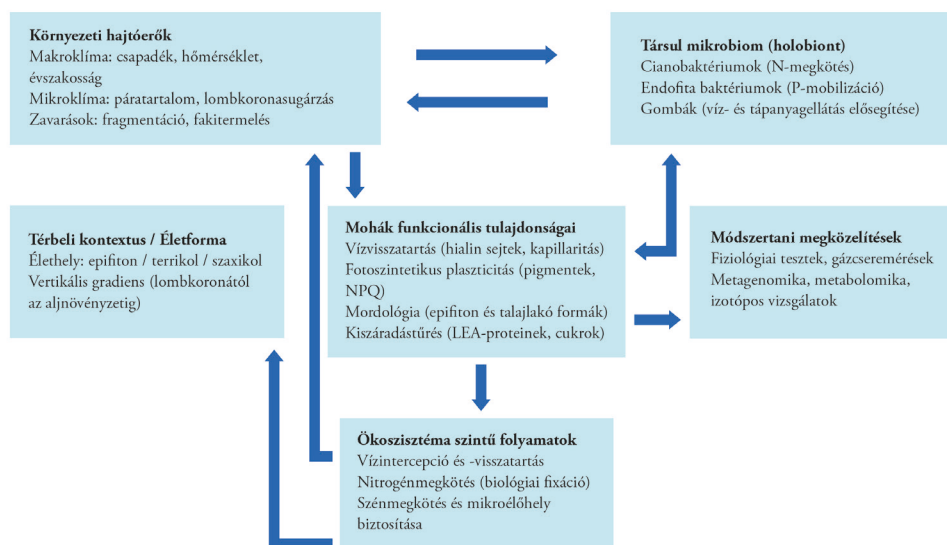 Környezeti hajtóerők
Makroklíma: csapadék, hőmérséklet,
évszakosság
Mikroklíma: páratartalom, lombkoronasugárzás
Zavarások: fragmentáció, fakitermelés
Társul mikrobiom (holobiont)
Cianobaktériumok (N-megkötés)
Endofita baktériumok (P-mobilizáció)
Gombák (víz- és tápanyagellátás elősegítése)
Térbeli kontextus / Életforma
Élethely: epifiton / terrikol / szaxikol
Vertikális gradiens (lombkoronától
az aljnövényzetig)
Mohák funkcionális tulajdonságai
Vízvisszatartás (hialin sejtek, kapillaritás)
Fotoszintetikus plaszticitás (pigmentek,
NPQ)
Mordológia (epifiton és talajlakó formák)
Kiszáradástűrés (LEA-proteinek, cukrok)
Módszertani megközelítések
Fiziológiai tesztek, gázcseremérések
Metagenomika, metabolomika,
izotópos vizsgálatok
Ökoszisztéma szintű folyamatok
Vízintercepció és -visszatartás
Nitrogénmegkötés (biológiai fixáció)
Szénmegkötés és mikroélőhely
biztosítása